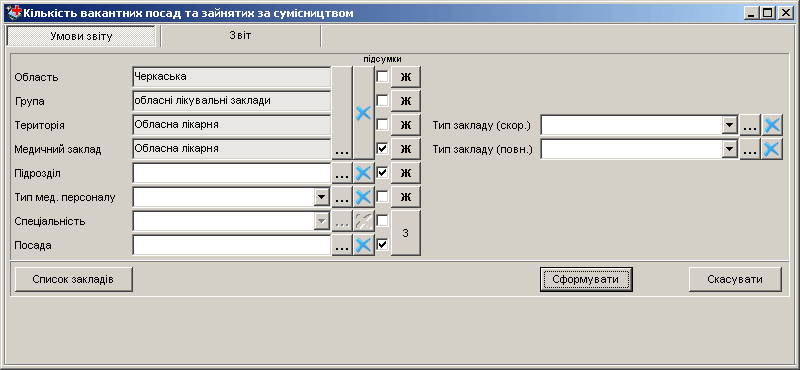 Кількість вакантних посад та зайнятих за сумісництвом
Умови звіту Звіт
підсумки
Область Черкаська ... Ж
Група обласні лікувальні заклади Ж
Територія Обласна лікарня Ж Тип закладу (скор.) ...
Медичний заклад Обласна лікарня Ж Тип закладу (повн.) ...
Підрозділ ... Ж
Тип мед. персоналу ... Ж
Спеціальність ... З
Посада ...
Список закладів Сформувати Скасувати